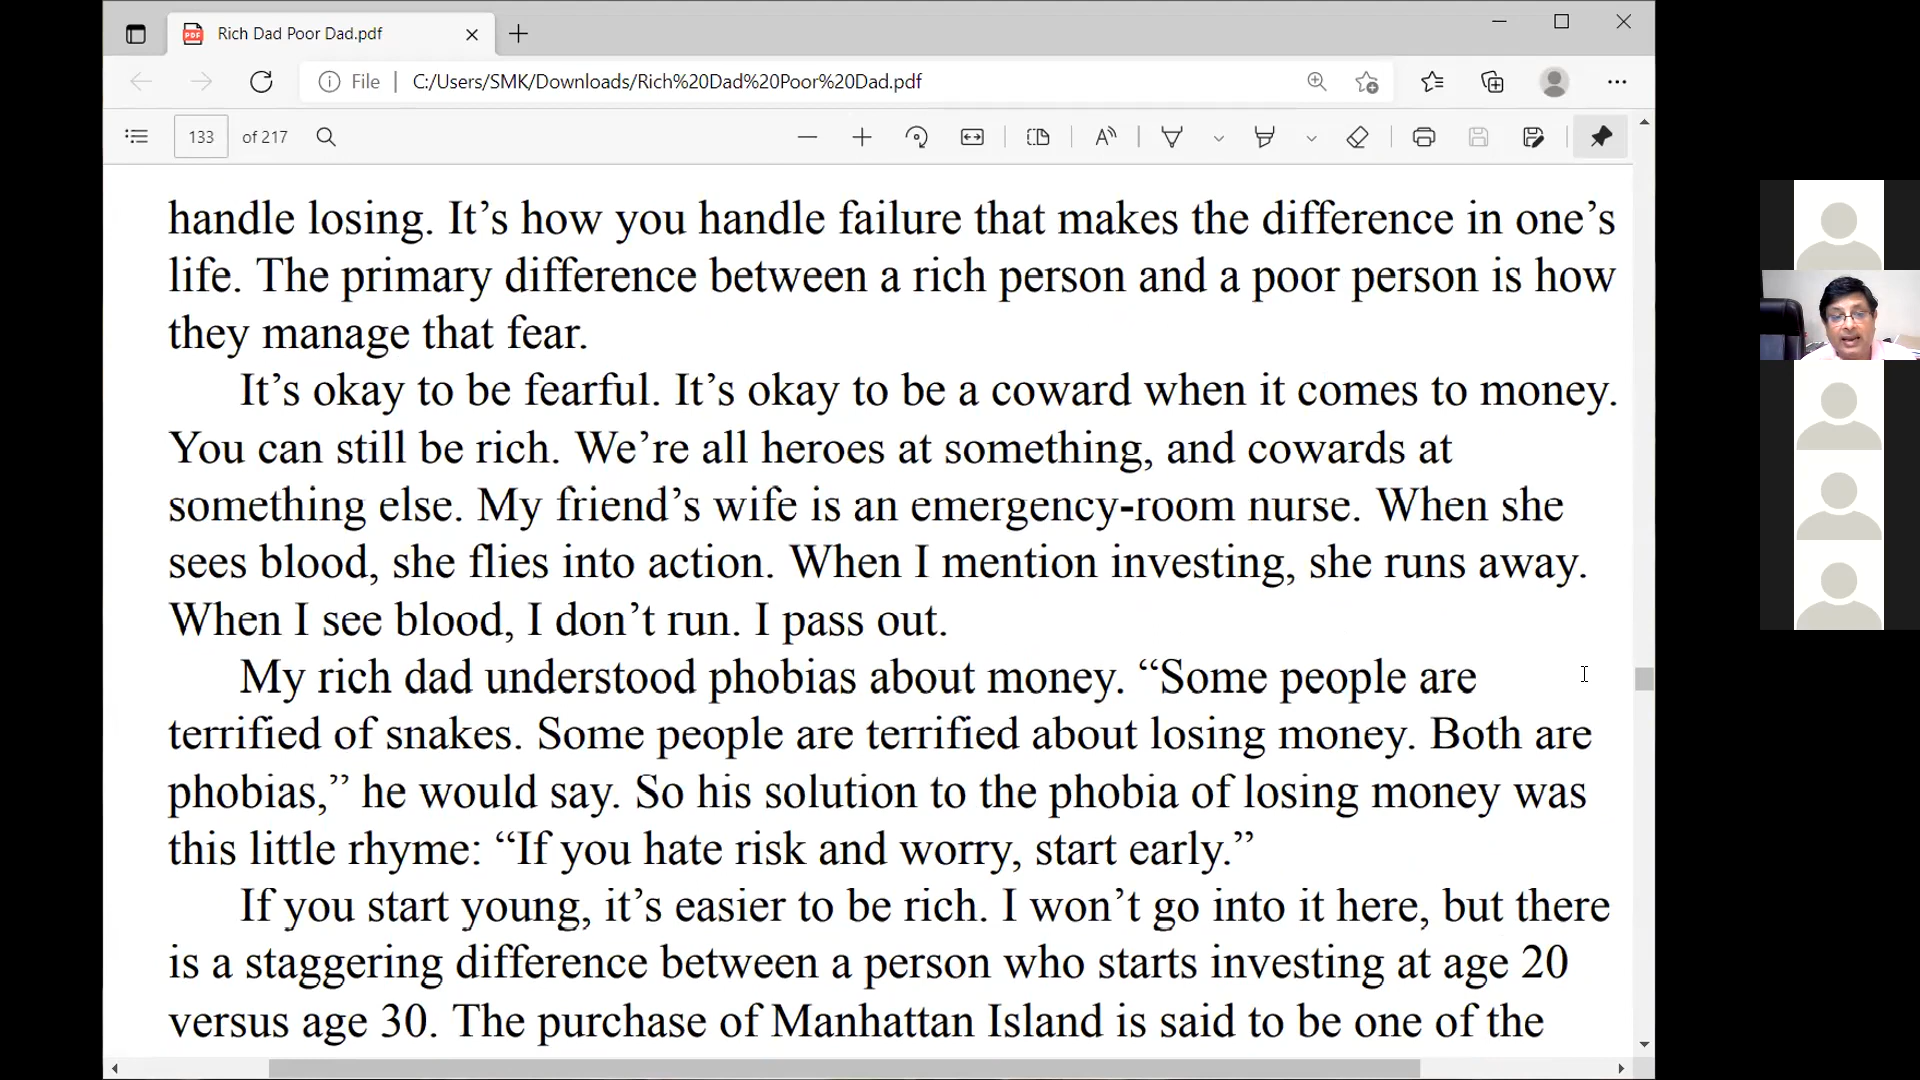 Rich Dad Poor Dad.pdf
File
C:/Users/SMK/Downloads/Rich%20Dad%20Poor%20Dad.pdf
133 of 217
handle losing. It’s how you handle failure that makes the difference in one’s
life. The primary difference between a rich person and a poor person is how
they manage that fear.
It’s okay to be fearful. It’s okay to be a coward when it comes to money.
You can still be rich. We’re all heroes at something, and cowards at
something else. My friend’s wife is an emergency-room nurse. When she
sees blood, she flies into action. When I mention investing, she runs away.
When I see blood, I don’t run. I pass out.
My rich dad understood phobias about money. “Some people are
terrified of snakes. Some people are terrified about losing money. Both are
phobias,” he would say. So his solution to the phobia of losing money was
this little rhyme: “If you hate risk and worry, start early.”
If you start young, it’s easier to be rich. I won’t go into it here, but there
is a staggering difference between a person who starts investing at age 20
versus age 30. The purchase of Manhattan Island is said to be one of the